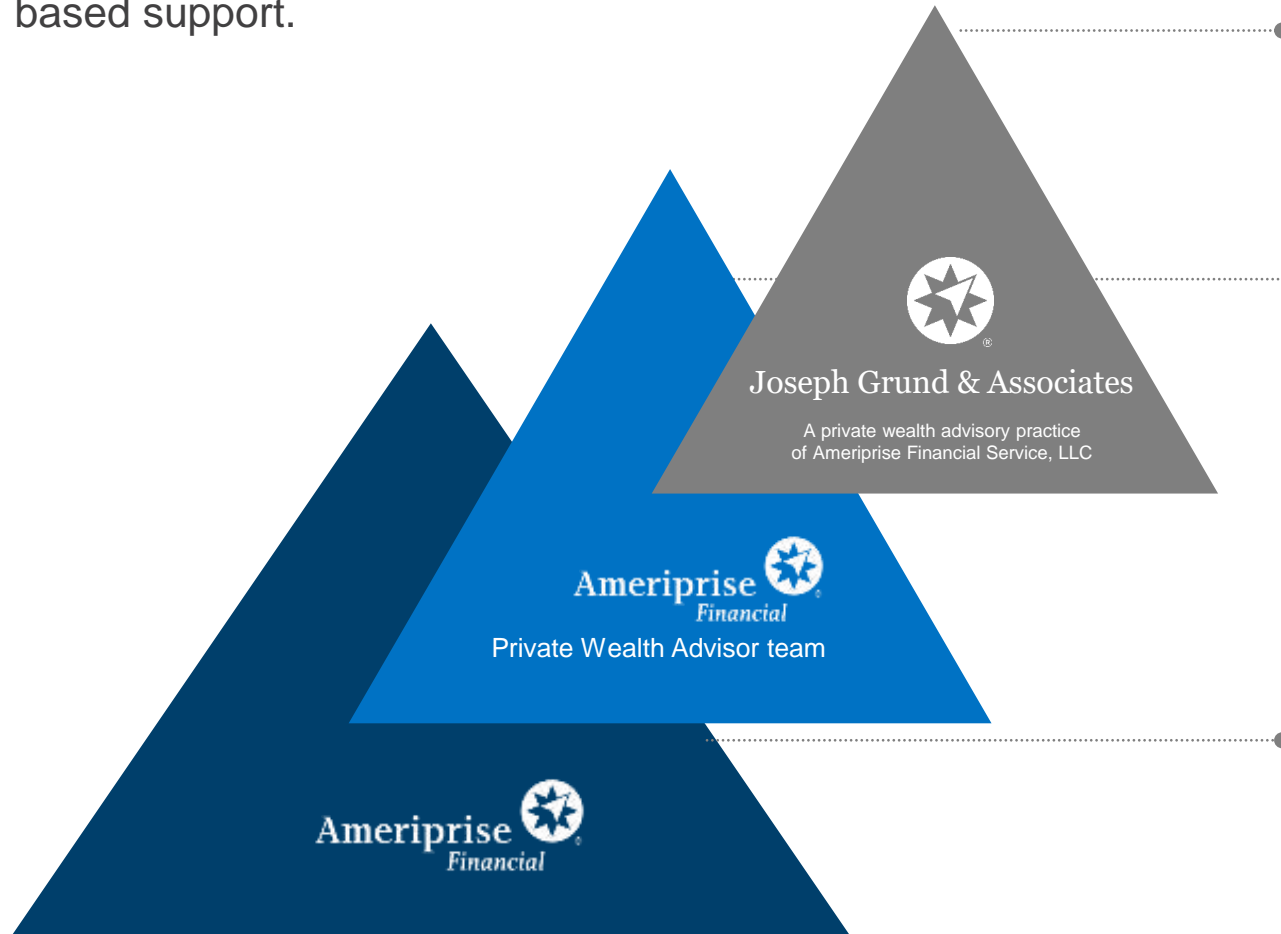 based support.
®
Joseph Grund & Associates
A private wealth advisory practice
of Ameriprise Financial Service, LLC
Ameriprise
Financial
Private Wealth Advisor team
Ameriprise
Financial